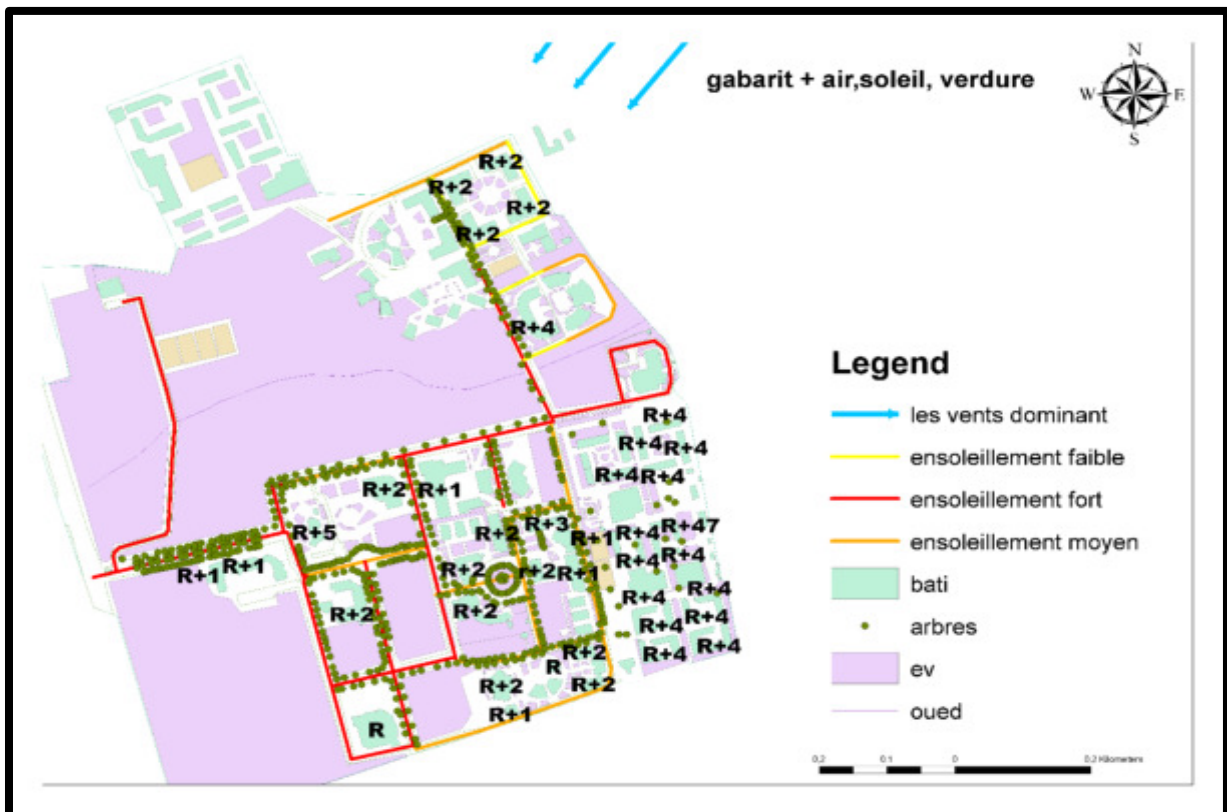 N
gabarit + air,soleil, verdure
W E
S
R+2
R+2
R+2
R+2
R+4
Legend
les vents dominant
ensoleillement faible
ensoleillement fort
ensoleillement moyen
bati
arbres
ev
oued
R+4
R+4 R+4
R+4 R+4
R+2 R+1
R+5 R+2 R+3 R+1 R+4 R+47
R+1 R+1 R+2 r+2 R+1 R+4 R+4
R+2 R+2 R+4 R+4
R+4 R+4
R R+2 R+4 R+4
R+2 R+2
R R+1
0.2 0.1 0 0.2 Kilometers